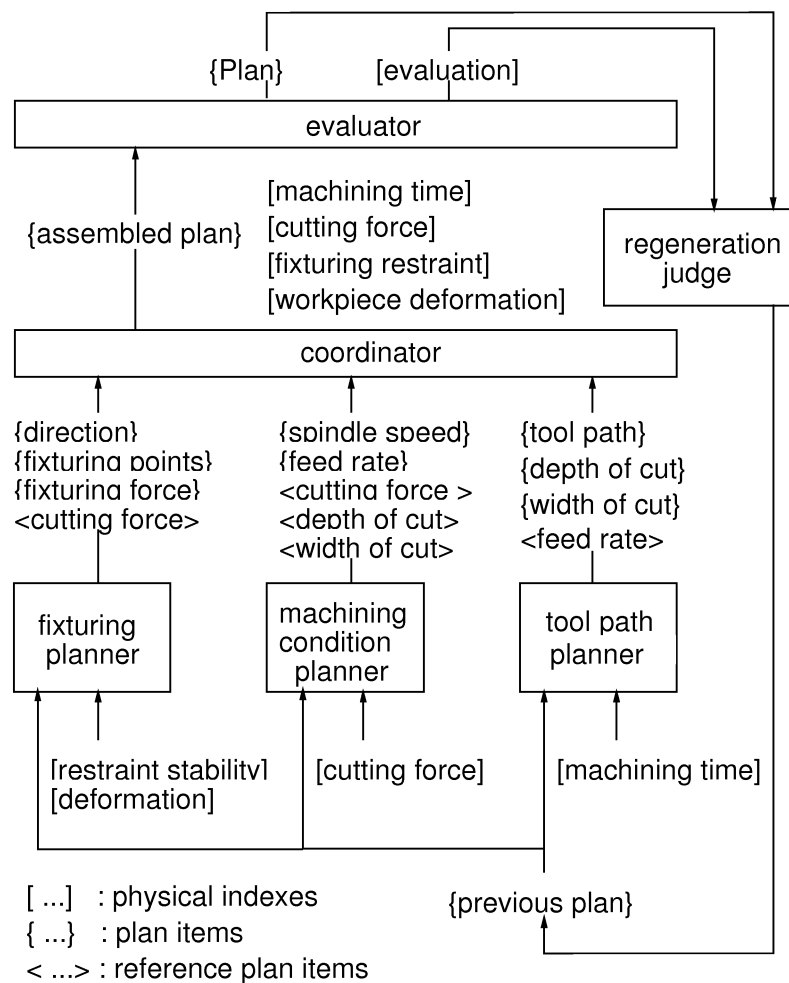 {Plan}
[evaluation]
evaluator
[machining time]
[cutting force]
[fixturing restraint]
[workpiece deformation]
{assembled plan}
regeneration
judge
coordinator
{direction}
{fixturing points}
{fixturing force}
<cutting force>
{spindle speed}
{feed rate}
<cutting force >
<depth of cut>
<width of cut>
{tool path}
{depth of cut}
{width of cut}
<feed rate>
fixturing
planner
machining
condition
planner
tool path
planner
[restraint stability]
[deformation]
[cutting force]
[machining time]
{previous plan}
[ ...] : physical indexes
{ ...} : plan items
< ...> : reference plan items